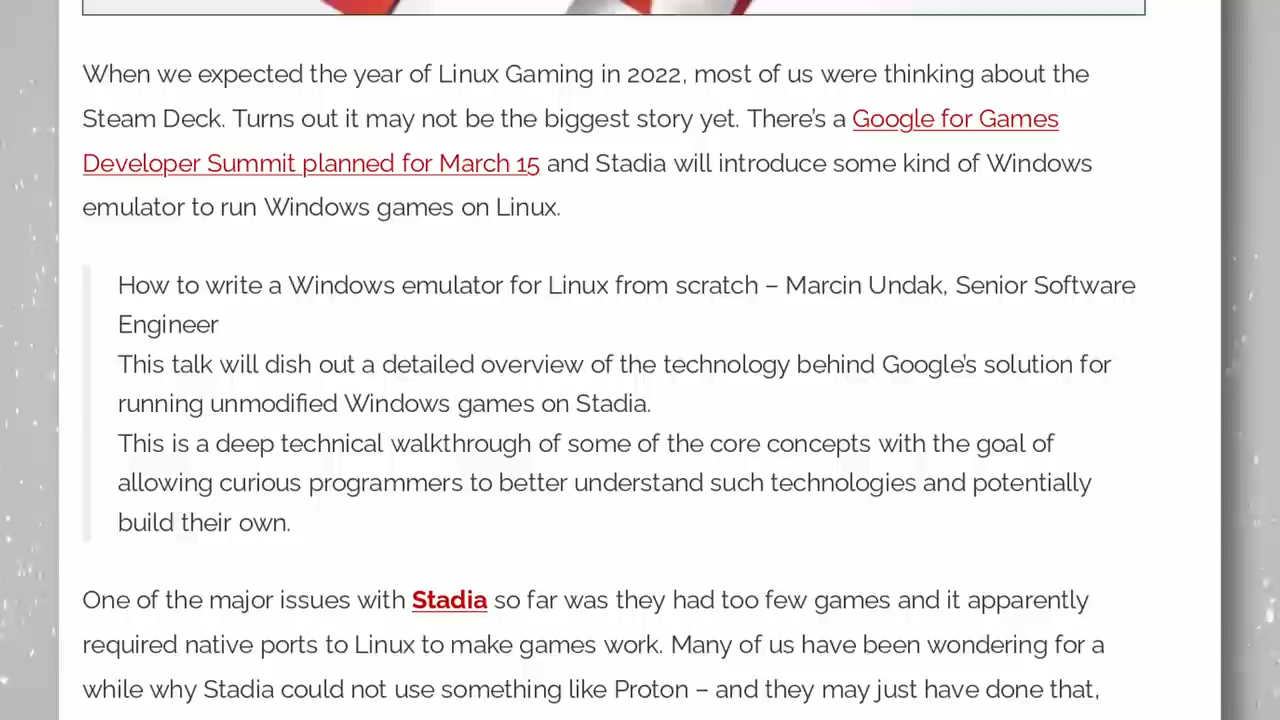 When we expected the year of Linux Gaming in 2022, most of us were thinking about the
Steam Deck. Turns out it may not be the biggest story yet. There's a Google for Games
Developer Summit planned for March 15 and Stadia will introduce some kind of Windows
emulator to run Windows games on Linux.
How to write a Windows emulator for Linux from scratch – Marcin Undak, Senior Software
Engineer
This talk will dish out a detailed overview of the technology behind Google's solution for
running unmodified Windows games on Stadia.
This is a deep technical walkthrough of some of the core concepts with the goal of
allowing curious programmers to better understand such technologies and potentially
build their own.
One of the major issues with Stadia so far was they had too few games and it apparently
required native ports to Linux to make games work. Many of us have been wondering for a
while why Stadia could not use something like Proton – and they may just have done that,